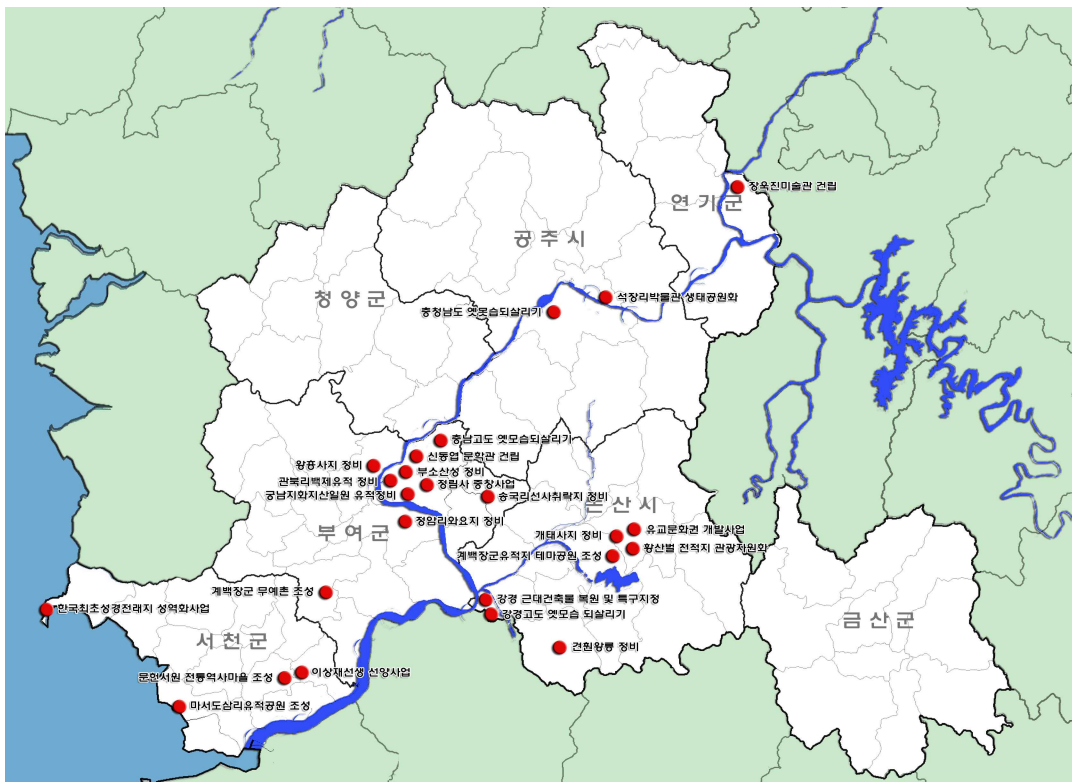 장욱진미술관 건립
연기군
공주시
청양군
석장리박물관 생태공원화
충청남도 옛못습되살리기
충남고도 옛모습되살리기
신동엽 문학관 건립
왕흥사지 정비
부소산성 정비
관북리백제유적 정비
정림사 중창사업
궁남지화지산일원 유적정비
송국리선사취락지 정비
논산시
부여군
정암리와요지 정비
개태사지 정비
유교문화권 개발사업
황산벌 전적지 관광자원화
계백장군유적지 테마공원 조성
계백장군 무예촌 조성
강경 근대건축물 복원 및 특구지정
한국최초성경전래지 성역화사업
강경고도 옛모습 되살리기
서천군
금산군
견훤왕릉 정비
이상재선생 선양사업
문헌서원 전통역사마을 조성
마서도삼리유적공원 조성